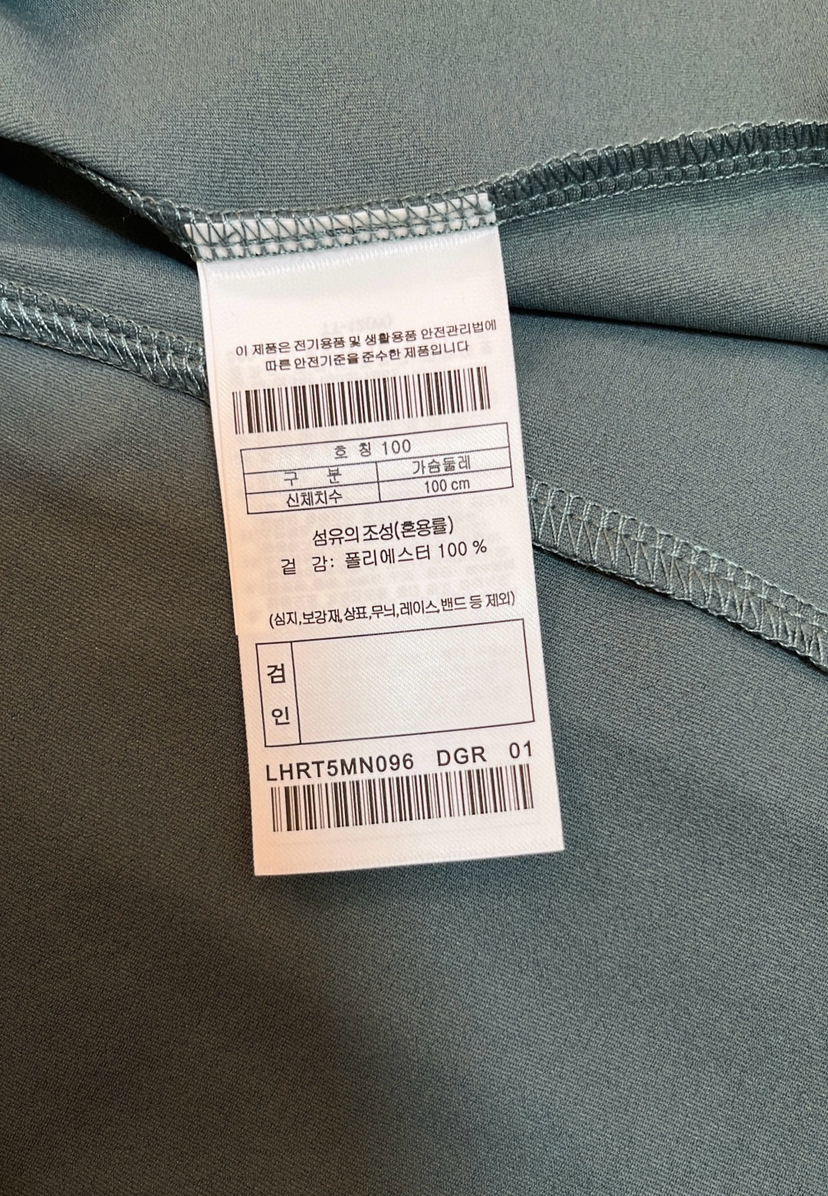 이 제품은 전기용품 및 생활용품 안전관리법에
따른 안전기준을 준수한 제품입니다
호 칭 100
구 분 가슴둘레
신체치수 100 cm
섬유의 조성(혼용률)
겉 감: 폴리에스터 100 %
(심지,보강재,상표,무늬,레이스,밴드 등 제외)
검
인
LHRT5MN096 DGR 01